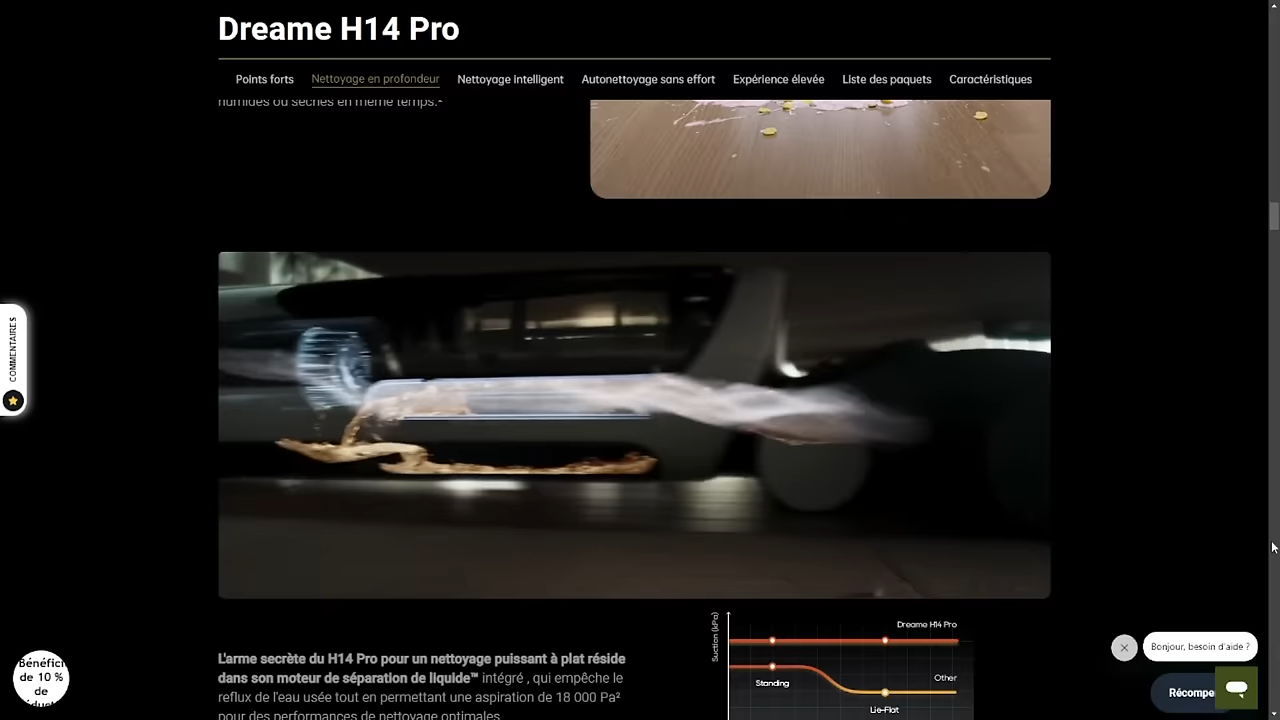 Dreame H14 Pro
Points forts
Nettoyage en profondeur
Nettoyage intelligent
Autonettoyage sans effort
Expérience élevée
Liste des paquets
Caractéristiques
humides ou sèches en même temps.²
COMMENTAIRES
Suction (kPa)
Dreame H14 Pro
Standing
Other
Lie-Flat
L'arme secrète du H14 Pro pour un nettoyage puissant à plat réside
dans son moteur de séparation de liquide™ intégré , qui empêche le
reflux de l'eau usée tout en permettant une aspiration de 18 000 Pa²
pour des performances de nettoyage optimales.
Bénéfici
de 10 %
de
Bonjour, besoin d'aide ?
Récompe